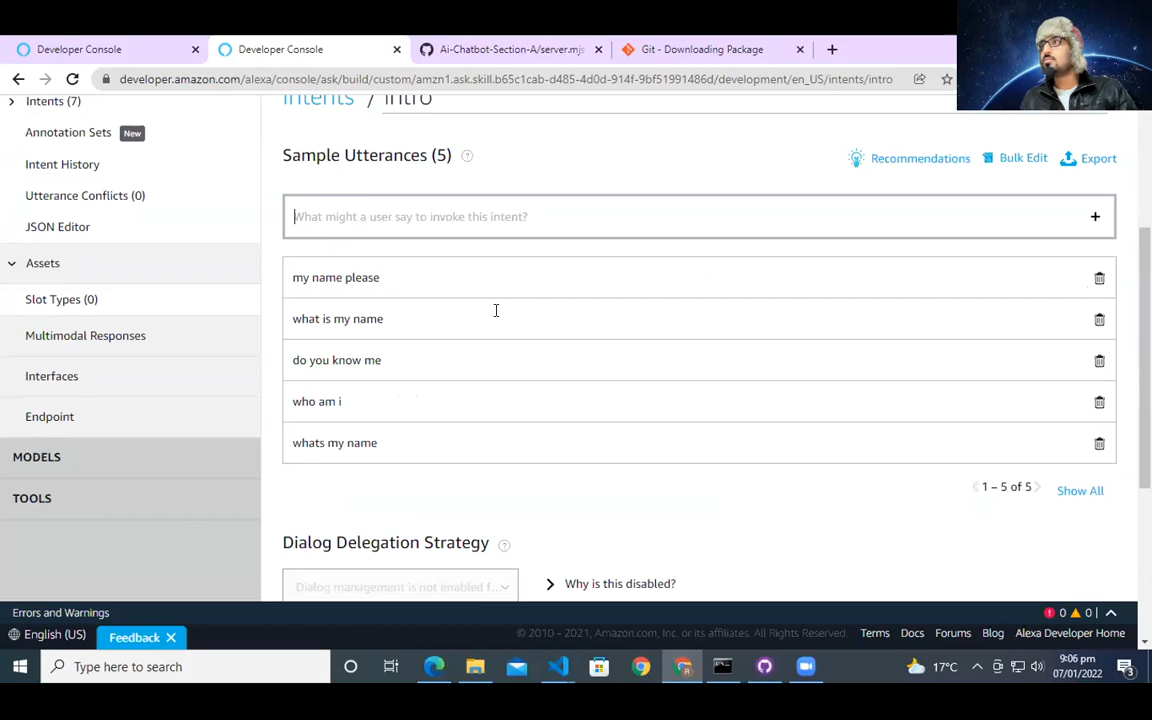 Developer Console
Developer Console
Ai-Chatbot-Section-A/server.mjs
Git - Downloading Package
developer.amazon.com/alexa/console/ask/build/custom/amzn1.ask.skill.b65c1cab-d485-4d0d-914f-9bf51991486d/development/en_US/intents/intro
Intents (7)
Annotation Sets New
Intent History
Utterance Conflicts (0)
JSON Editor
Assets
Slot Types (0)
Multimodal Responses
Interfaces
Endpoint
MODELS
TOOLS
Intents / intro
Sample Utterances (5)
Recommendations
Bulk Edit
Export
What might a user say to invoke this intent?
my name please
what is my name
do you know me
who am i
whats my name
1 – 5 of 5
Show All
Dialog Delegation Strategy
Dialog management is not enabled f...
Why is this disabled?
Errors and Warnings
0 0
English (US)
Feedback
© 2010 - 2021, Amazon.com, Inc. or its affiliates. All Rights Reserved.
Terms Docs Forums Blog Alexa Developer Home
Type here to search
17°C
9:06 pm
07/01/2022
3